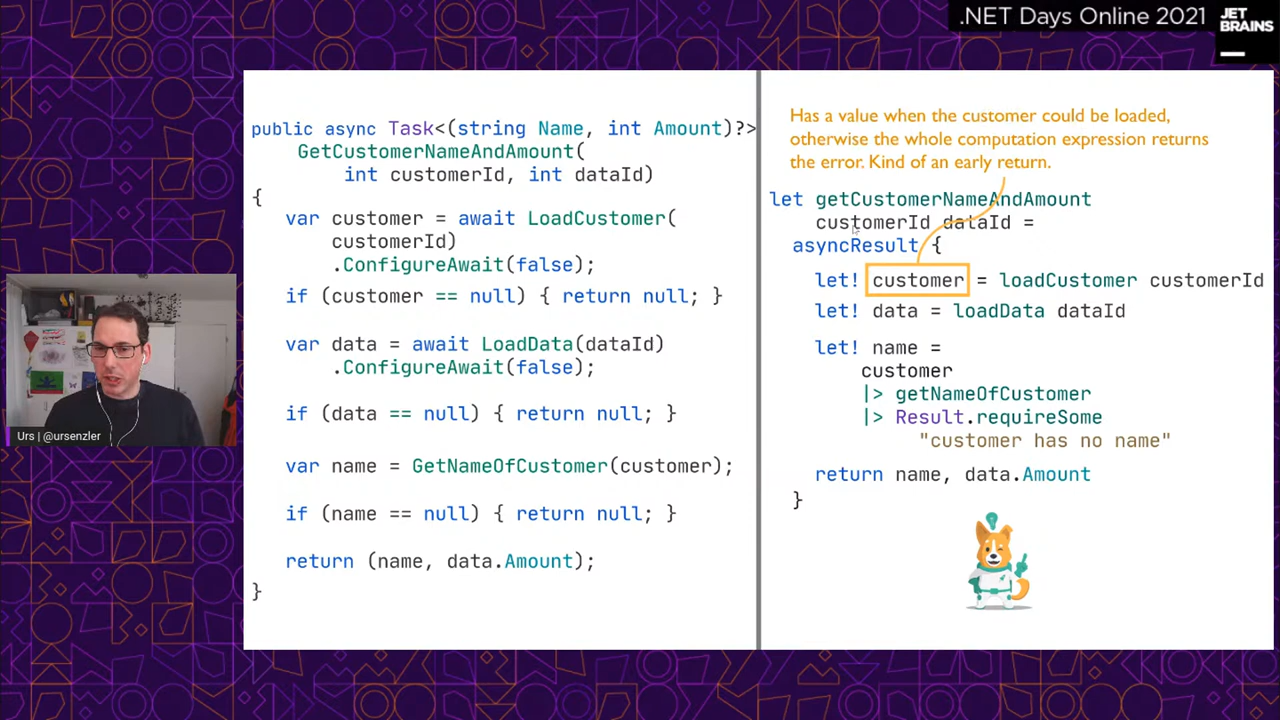 .NET Days Online 2021
JET
BRAINS
public async Task<(string Name, int Amount)?>
GetCustomerNameAndAmount(
int customerId, int dataId)
{
var customer = await LoadCustomer(
customerId)
.ConfigureAwait(false);
if (customer == null) { return null; }
var data = await LoadData(dataId)
.ConfigureAwait(false);
if (data == null) { return null; }
var name = GetNameOfCustomer(customer);
if (name == null) { return null; }
return (name, data.Amount);
}
Has a value when the customer could be loaded,
otherwise the whole computation expression returns
the error. Kind of an early return.
let getCustomerNameAndAmount
customerId dataId =
asyncResult {
let! customer = loadCustomer customerId
let! data = loadData dataId
let! name =
customer
|> getNameOfCustomer
|> Result.requireSome
"customer has no name"
return name, data.Amount
}
Urs | @ursenzler